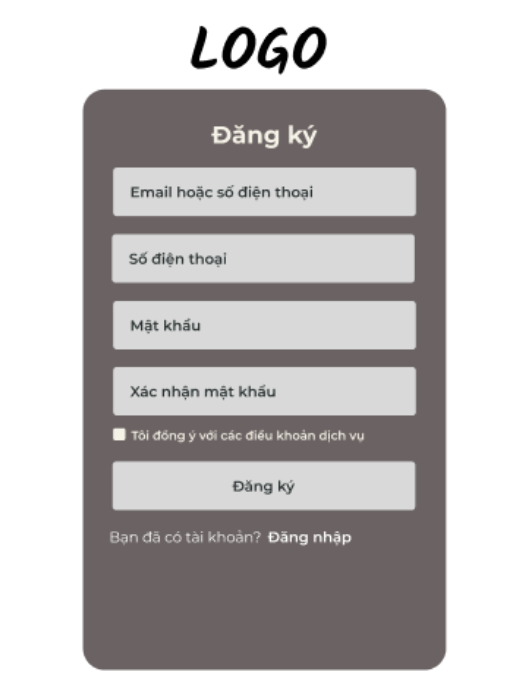 LOGO
Đăng ký
Email hoặc số điện thoại
Số điện thoại
Mật khẩu
Xác nhận mật khẩu
Tôi đồng ý với các điều khoản dịch vụ
Đăng ký
Bạn đã có tài khoản? Đăng nhập